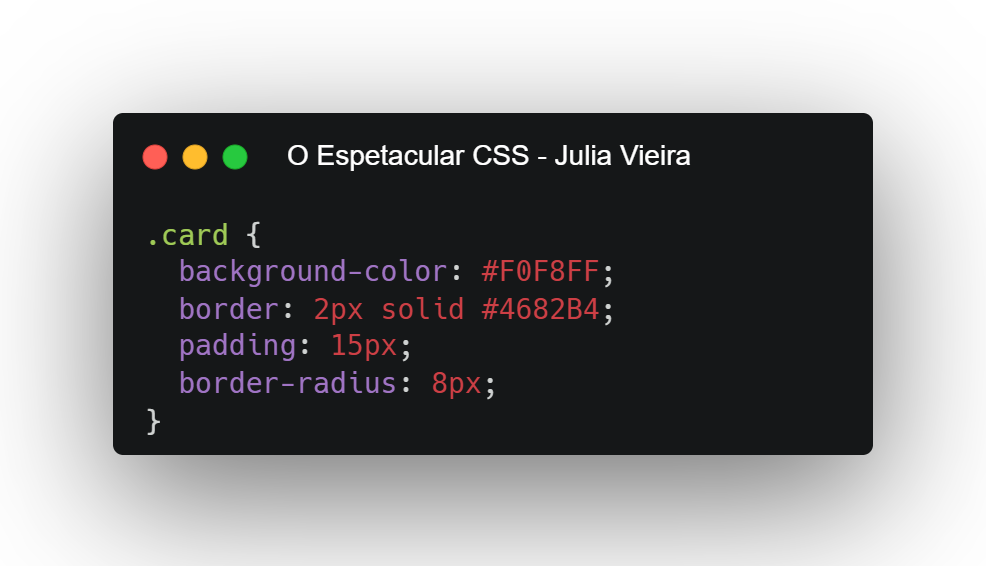 O Espetacular CSS - Julia Vieira
.card {
  background-color: #F0F8FF;
  border: 2px solid #4682B4;
  padding: 15px;
  border-radius: 8px;
}